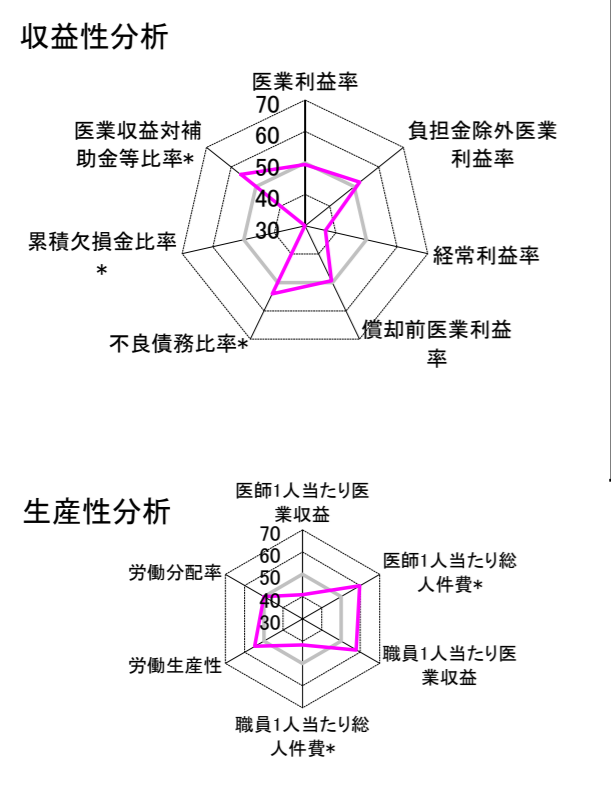 収益性分析
医業利益率
70
60
50
40
30
負担金除外医業
利益率
経常利益率
償却前医業利益
率
不良債務比率*
累積欠損金比率
*
医業収益対補
助金等比率*
生産性分析
医師1人当たり医
業収益
70
60
50
40
30
医師1人当たり総
人件費*
職員1人当たり医
業収益
職員1人当たり総
人件費*
労働生産性
労働分配率